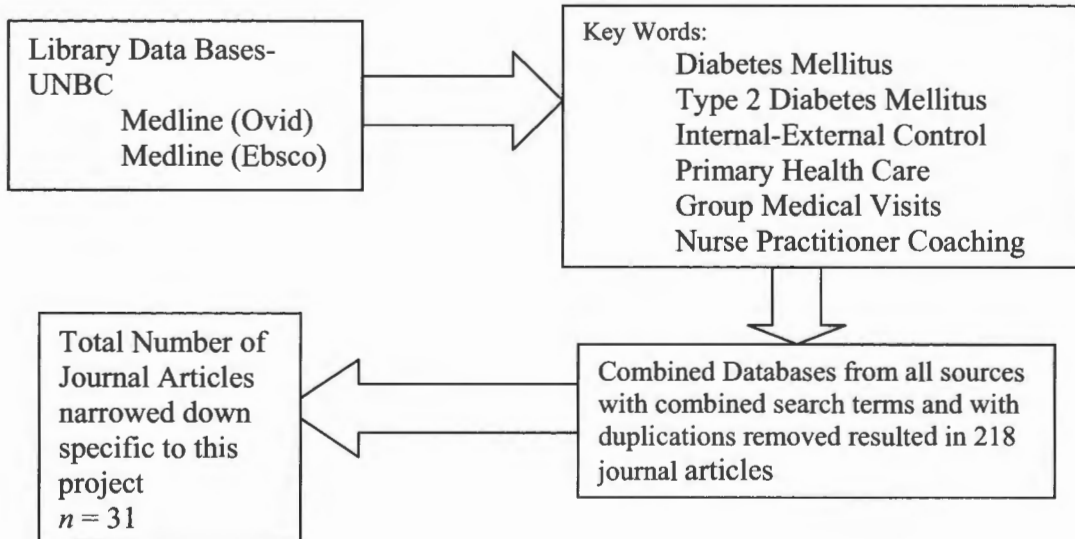 Library Data Bases-
UNBC
Medline (Ovid)
Medline (Ebsco)
Key Words:
Diabetes Mellitus
Type 2 Diabetes Mellitus
Internal-External Control
Primary Health Care
Group Medical Visits
Nurse Practitioner Coaching
Combined Databases from all sources
with combined search terms and with
duplications removed resulted in 218
journal articles
Total Number of
Journal Articles
narrowed down
specific to this
project
n = 31